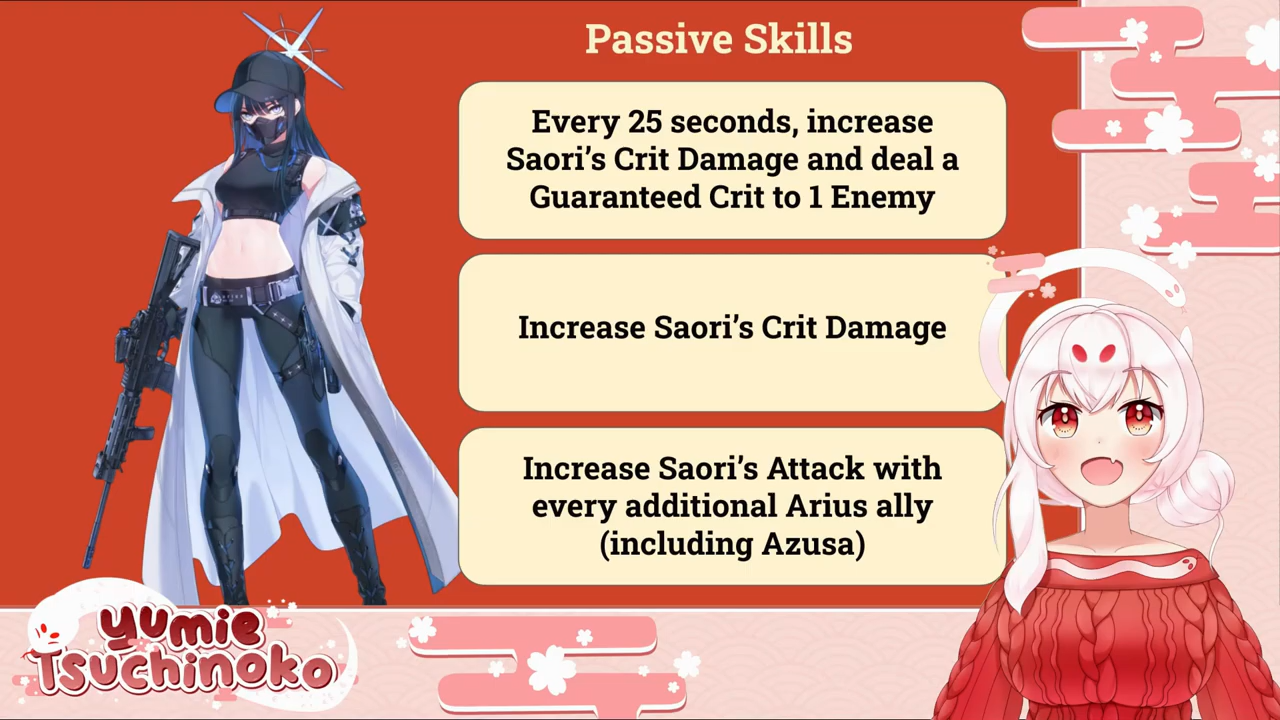 Passive Skills
Every 25 seconds, increase
Saori’s Crit Damage and deal a
Guaranteed Crit to 1 Enemy
Increase Saori’s Crit Damage
Increase Saori’s Attack with
every additional Arius ally
(including Azusa)
yumie
Tsuchinoko